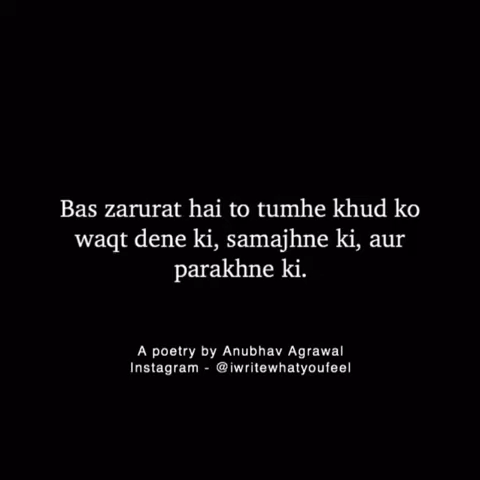 Bas zarurat hai to tumhe khud ko
waqt dene ki, samajhne ki, aur
parakhne ki.
A poetry by Anubhav Agrawal
Instagram - @iwritewhatyoufeel